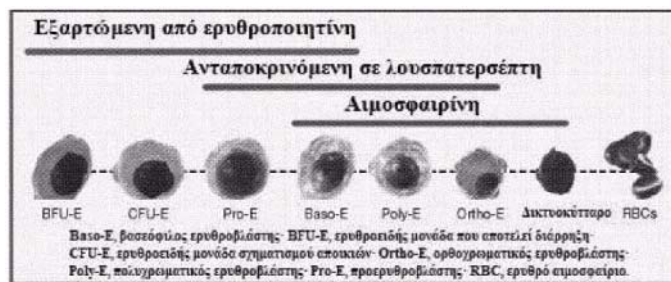 Εξαρτώμενη από ερυθροποιητίνη
Ανταποκρινόμενη σε λουσπατερσέπτη
Αιμοσφαιρίνη
BFU-E CFU-E Pro-E Baso-E Poly-E Ortho-E Δικτυοκύτταρο RBCs
Baso-E, βασεόφιλος ερυθροβλάστης· BFU-E, ερυθροειδής μονάδα που αποτελεί διάρρηξη·
CFU-E, ερυθροειδής μονάδα σχηματισμού αποικιών· Ortho-E, ορθοχρωματικός ερυθροβλάστης·
Poly-E, πολυχρωματικός ερυθροβλάστης· Pro-E, προερυθροβλάστης· RBC, ερυθρό αιμοσφαίριο.